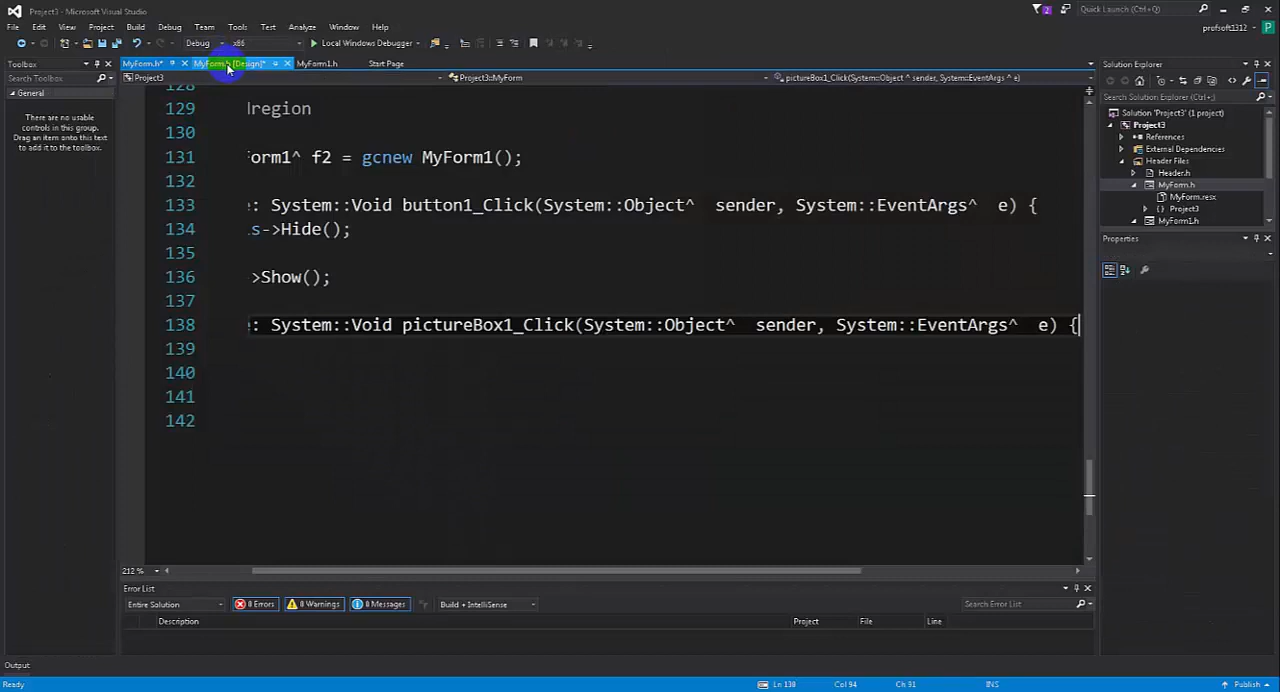 Project3 - Microsoft Visual Studio
2
Quick Launch (Ctrl+;)
File Edit View Project Build Debug Team Tools Test Analyze Window Help
profsoft1312
Debug x86 Local Windows Debugger
Toolbox
MyForm.h* MyForm.h [Design]* MyForm1.h Start Page
Solution Explorer
Search Toolbox
Project3
Project3::MyForm
pictureBox1_Click(System::Object ^ sender, System::EventArgs ^ e)
General
There are no usable
controls in this group.
Drag an item onto this text
to add it to the toolbox.
Search Solution Explorer (Ctrl+;)
Solution 'Project3' (1 project)
Project3
References
External Dependencies
Header Files
Header.h
MyForm.h
MyForm.resx
Project3
MyForm1.h
Properties
128
129 region
130
131 orm1^ f2 = gcnew MyForm1();
132
133 : System::Void button1_Click(System::Object^ sender, System::EventArgs^ e) {
134 s->Hide();
135
136 >Show();
137
138 : System::Void pictureBox1_Click(System::Object^ sender, System::EventArgs^ e) {
139
140
141
142
212 %
Error List
Entire Solution 0 Errors 0 Warnings 0 Messages Build + IntelliSense Search Error List
Description Project File Line
Output
Ready Ln 138 Col 94 Ch 91 INS Publish